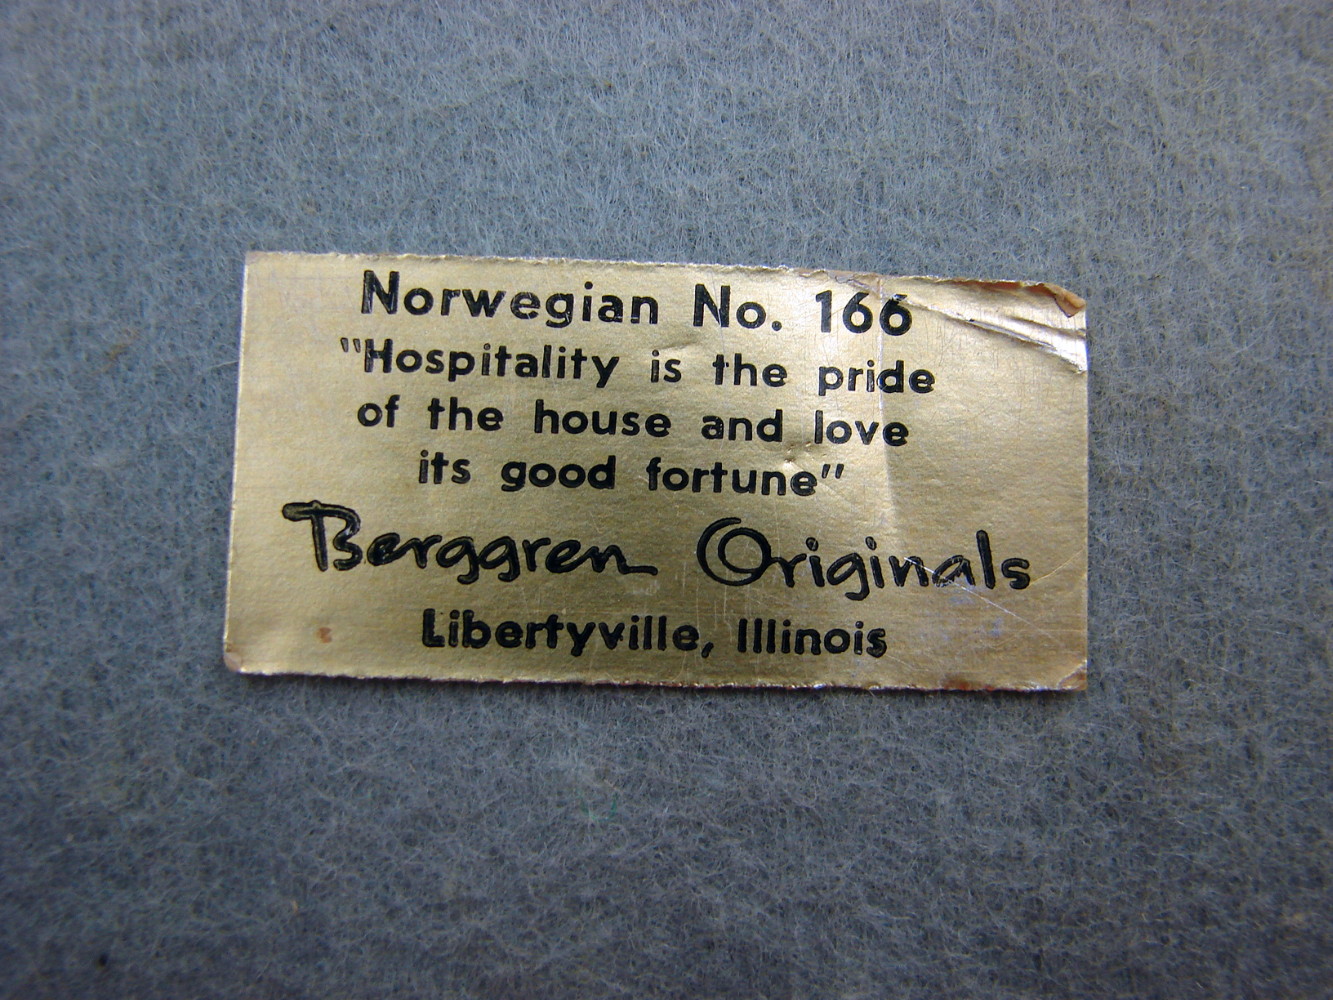 Norwegian No. 166
"Hospitality is the pride
of the house and love
its good fortune"
Berggren Originals
Libertyville, Illinois